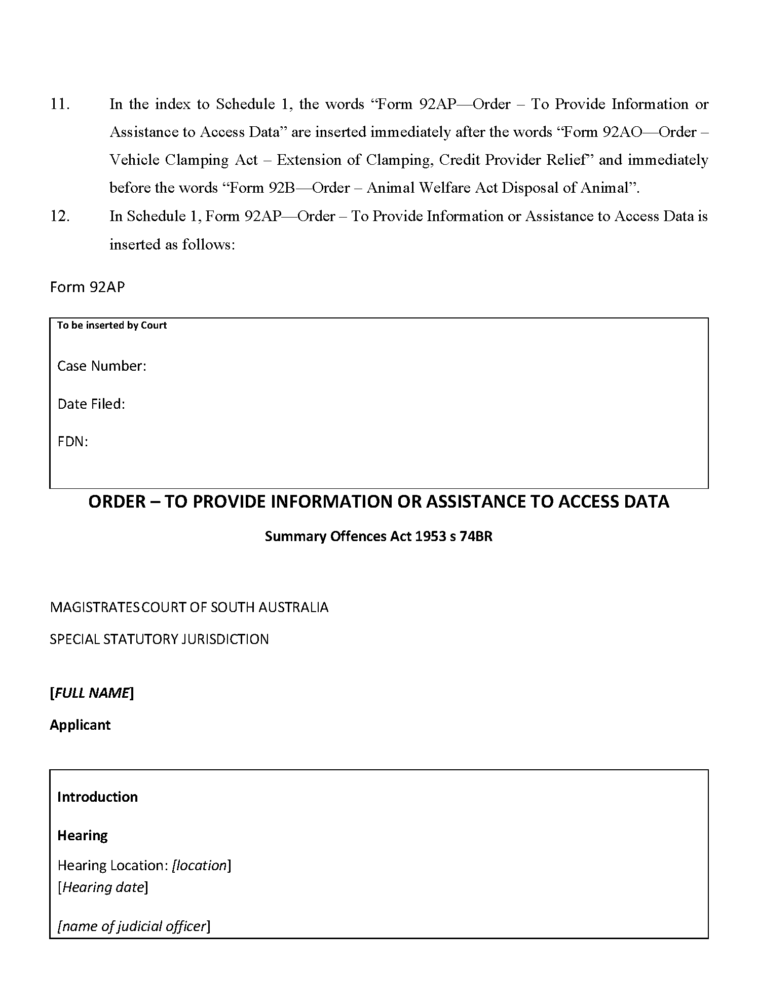 11. In the index to Schedule 1, the words “Form 92AP—Order – To Provide Information or
Assistance to Access Data” are inserted immediately after the words “Form 92AO—Order –
Vehicle Clamping Act – Extension of Clamping, Credit Provider Relief” and immediately
before the words “Form 92B—Order – Animal Welfare Act Disposal of Animal”.
12. In Schedule 1, Form 92AP—Order – To Provide Information or Assistance to Access Data is
inserted as follows:
Form 92AP
To be inserted by Court
Case Number:
Date Filed:
FDN:
ORDER – TO PROVIDE INFORMATION OR ASSISTANCE TO ACCESS DATA
Summary Offences Act 1953 s 74BR
MAGISTRATES COURT OF SOUTH AUSTRALIA
SPECIAL STATUTORY JURISDICTION
[FULL NAME]
Applicant
Introduction
Hearing
Hearing Location: [location]
[Hearing date]
[name of judicial officer]